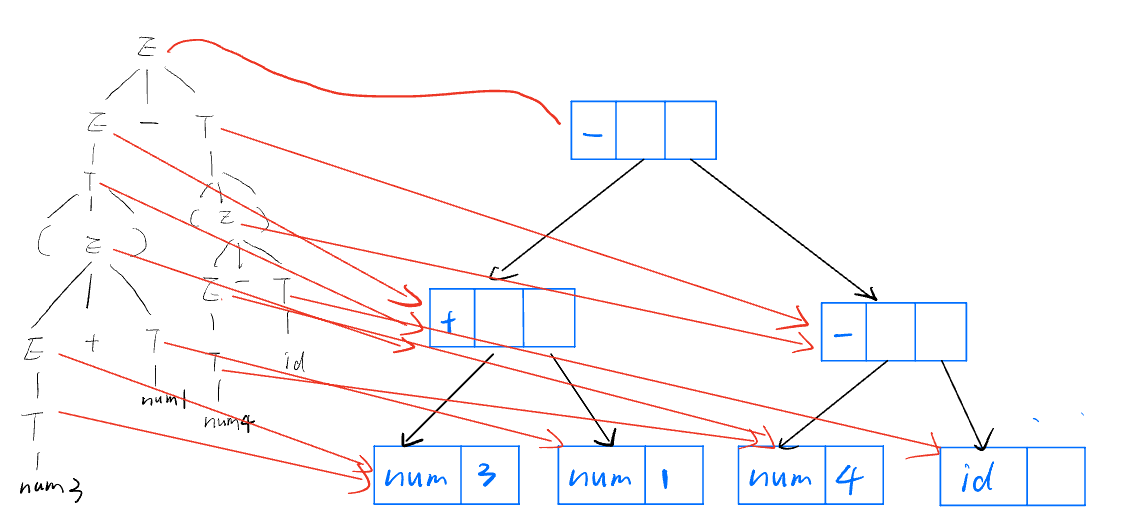 E
E - T
T
( E )
( E )
E - T
E + T
T
id
num1
num4
T
num3
-
+
-
num 3
num 1
num 4
id